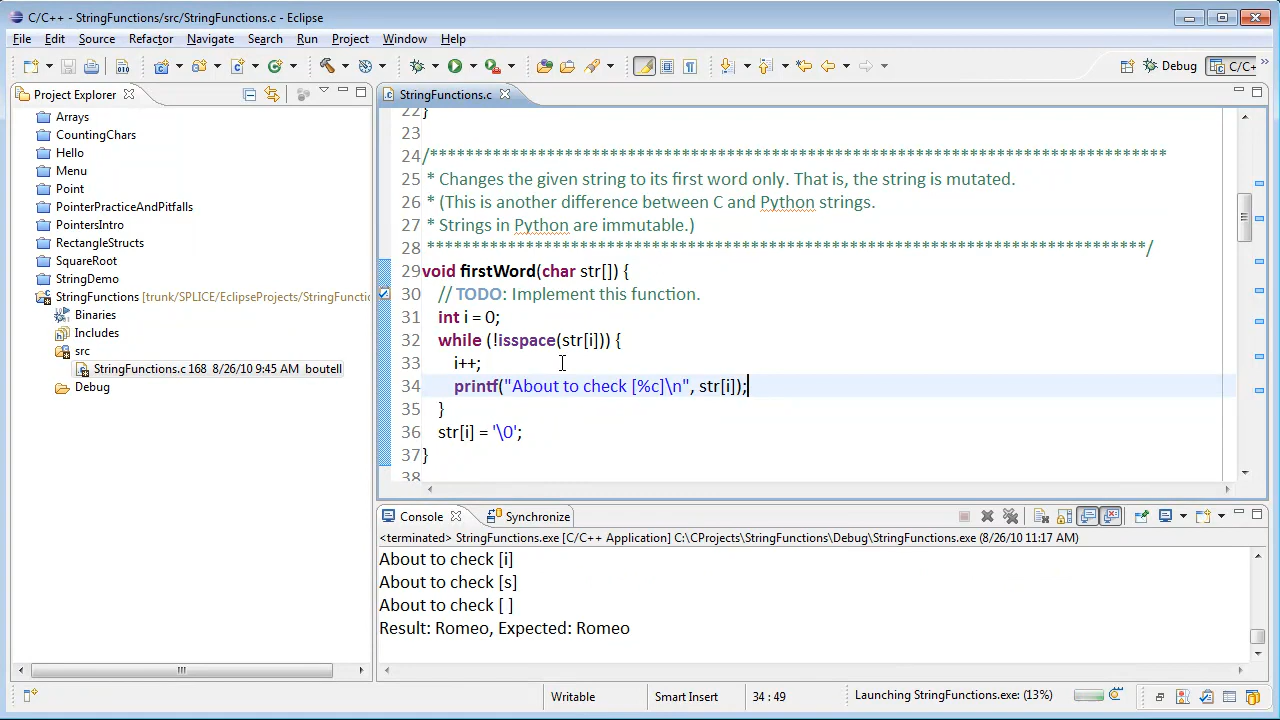 C/C++ - StringFunctions/src/StringFunctions.c - Eclipse
File Edit Source Refactor Navigate Search Run Project Window Help
Debug C/C+
Project Explorer
Arrays
CountingChars
Hello
Menu
Point
PointerPracticeAndPitfalls
PointersIntro
RectangleStructs
SquareRoot
StringDemo
StringFunctions [trunk/SPLICE/EclipseProjects/StringFunctio
Binaries
Includes
src
StringFunctions.c 168 8/26/10 9:45 AM boutell
Debug
StringFunctions.c
22 }
23
24 /**********************************************************************************
25 * Changes the given string to its first word only. That is, the string is mutated.
26 * (This is another difference between C and Python strings.
27 * Strings in Python are immutable.)
28 **********************************************************************************/
29 void firstWord(char str[]) {
30 // TODO: Implement this function.
31 int i = 0;
32 while (!isspace(str[i])) {
33 i++;
34 printf("About to check [%c]\n", str[i]);
35 }
36 str[i] = '\0';
37 }
38
Console Synchronize
<terminated> StringFunctions.exe [C/C++ Application] C:\CProjects\StringFunctions\Debug\StringFunctions.exe (8/26/10 11:17 AM)
About to check [i]
About to check [s]
About to check [ ]
Result: Romeo, Expected: Romeo
Writable Smart Insert 34 : 49 Launching StringFunctions.exe: (13%)